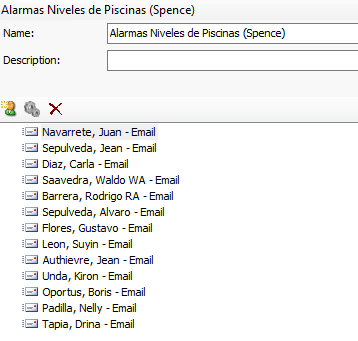 Alarmas Niveles de Piscinas (Spence)
Name: Alarmas Niveles de Piscinas (Spence)
Description:
Navarrete, Juan - Email
Sepulveda, Jean - Email
Diaz, Carla - Email
Saavedra, Waldo WA - Email
Barrera, Rodrigo RA - Email
Sepulveda, Alvaro - Email
Flores, Gustavo - Email
Leon, Suyin - Email
Authievre, Jean - Email
Unda, Kiron - Email
Oportus, Boris - Email
Padilla, Nelly - Email
Tapia, Drina - Email